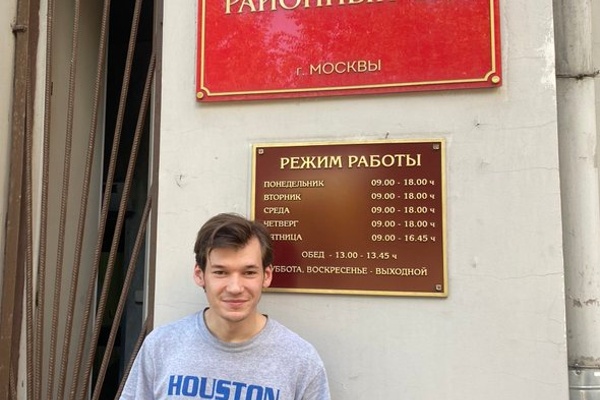 РАЙОННЫЙ
г. МОСКВЫ
РЕЖИМ РАБОТЫ
ПОНЕДЕЛЬНИК 09.00 - 18.00 ч
ВТОРНИК 09.00 - 18.00 ч
СРЕДА 09.00 - 18.00 ч
ЧЕТВЕРГ 09.00 - 18.00 ч
ПЯТНИЦА 09.00 - 16.45 ч
ОБЕД - 13.00 - 13.45 ч
СУББОТА, ВОСКРЕСЕНЬЕ - ВЫХОДНОЙ
HOUSTON